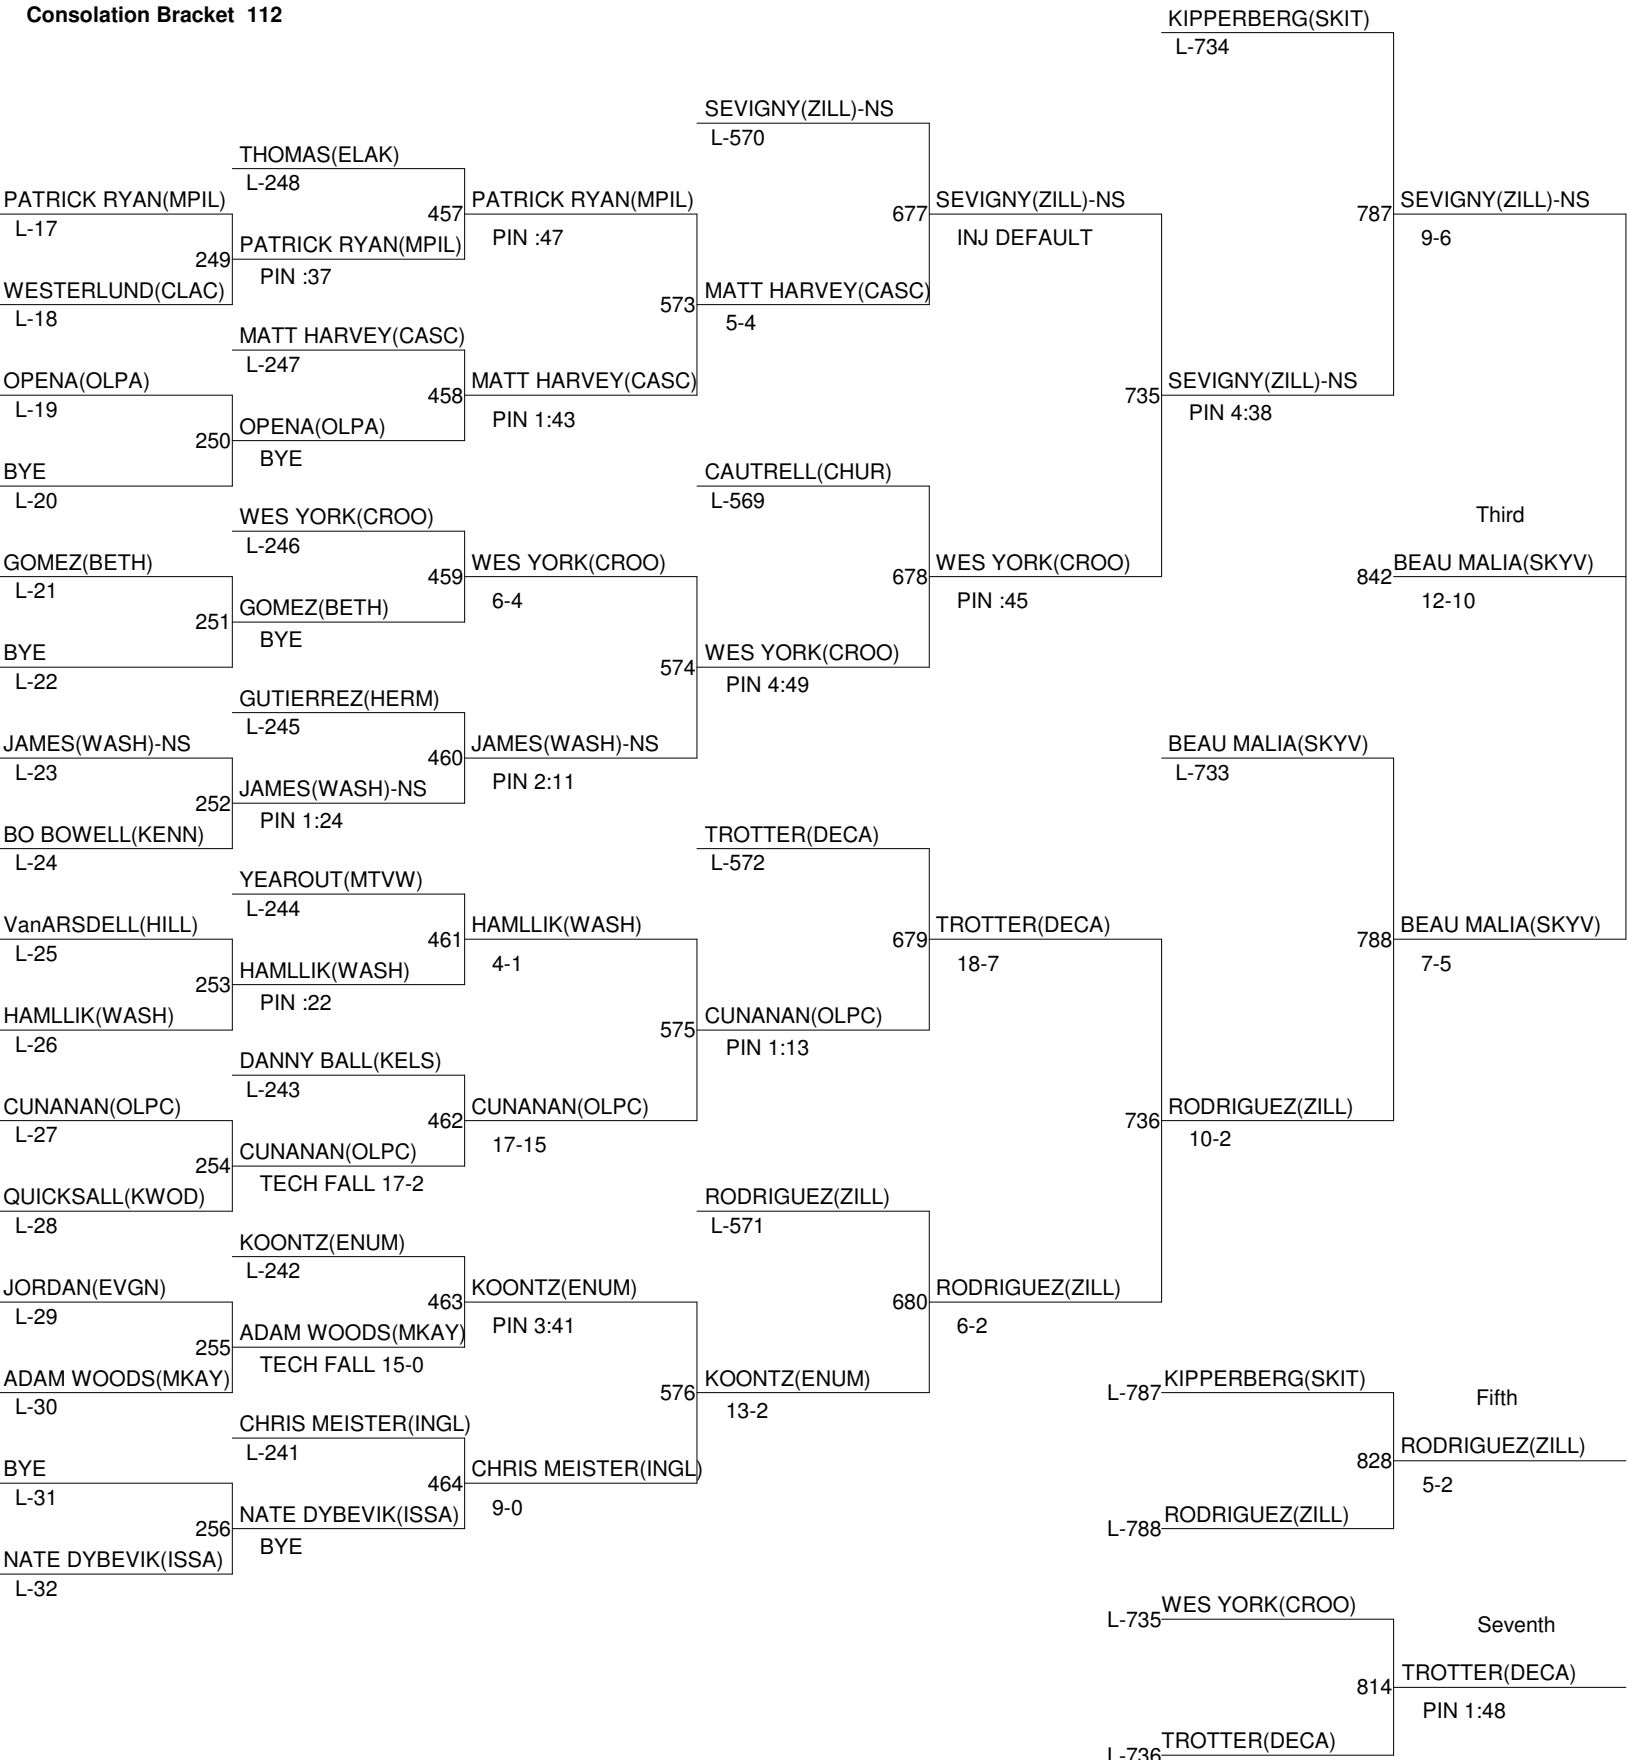 Consolation Bracket 112
PATRICK RYAN(MPIL)
L-17
WESTERLUND(CLAC)
L-18
OPENA(OLPA)
L-19
BYE
L-20
GOMEZ(BETH)
L-21
BYE
L-22
JAMES(WASH)-NS
L-23
BO BOWELL(KENN)
L-24
VanARSDELL(HILL)
L-25
HAMLLIK(WASH)
L-26
CUNANAN(OLPC)
L-27
QUICKSALL(KWOD)
L-28
JORDAN(EVGN)
L-29
ADAM WOODS(MKAY)
L-30
BYE
L-31
NATE DYBEVIK(ISSA)
L-32
THOMAS(ELAK)
L-248
249
PATRICK RYAN(MPIL)
PIN :37
MATT HARVEY(CASC)
L-247
250
OPENA(OLPA)
BYE
WES YORK(CROO)
L-246
251
GOMEZ(BETH)
BYE
GUTIERREZ(HERM)
L-245
252
JAMES(WASH)-NS
PIN 1:24
YEAROUT(MTVW)
L-244
253
HAMLLIK(WASH)
PIN :22
DANNY BALL(KELS)
L-243
254
CUNANAN(OLPC)
TECH FALL 17-2
KOONTZ(ENUM)
L-242
255
ADAM WOODS(MKAY)
TECH FALL 15-0
CHRIS MEISTER(INGL)
L-241
256
NATE DYBEVIK(ISSA)
BYE
457
PATRICK RYAN(MPIL)
PIN :47
458
MATT HARVEY(CASC)
PIN 1:43
459
WES YORK(CROO)
6-4
460
JAMES(WASH)-NS
PIN 2:11
461
HAMLLIK(WASH)
4-1
462
CUNANAN(OLPC)
17-15
463
KOONTZ(ENUM)
PIN 3:41
464
CHRIS MEISTER(INGL)
9-0
SEVIGNY(ZILL)-NS
L-570
573
MATT HARVEY(CASC)
5-4
CAUTRELL(CHUR)
L-569
574
WES YORK(CROO)
PIN 4:49
TROTTER(DECA)
L-572
575
CUNANAN(OLPC)
PIN 1:13
RODRIGUEZ(ZILL)
L-571
576
KOONTZ(ENUM)
13-2
677
SEVIGNY(ZILL)-NS
INJ DEFAULT
678
WES YORK(CROO)
PIN :45
679
TROTTER(DECA)
18-7
680
RODRIGUEZ(ZILL)
6-2
KIPPERBERG(SKIT)
L-734
735
SEVIGNY(ZILL)-NS
PIN 4:38
BEAU MALIA(SKYV)
L-733
736
RODRIGUEZ(ZILL)
10-2
787
SEVIGNY(ZILL)-NS
9-6
Third
842
BEAU MALIA(SKYV)
12-10
788
BEAU MALIA(SKYV)
7-5
L-787
KIPPERBERG(SKIT)
Fifth
828
RODRIGUEZ(ZILL)
5-2
L-788
RODRIGUEZ(ZILL)
L-735
WES YORK(CROO)
Seventh
814
TROTTER(DECA)
PIN 1:48
L-736
TROTTER(DECA)